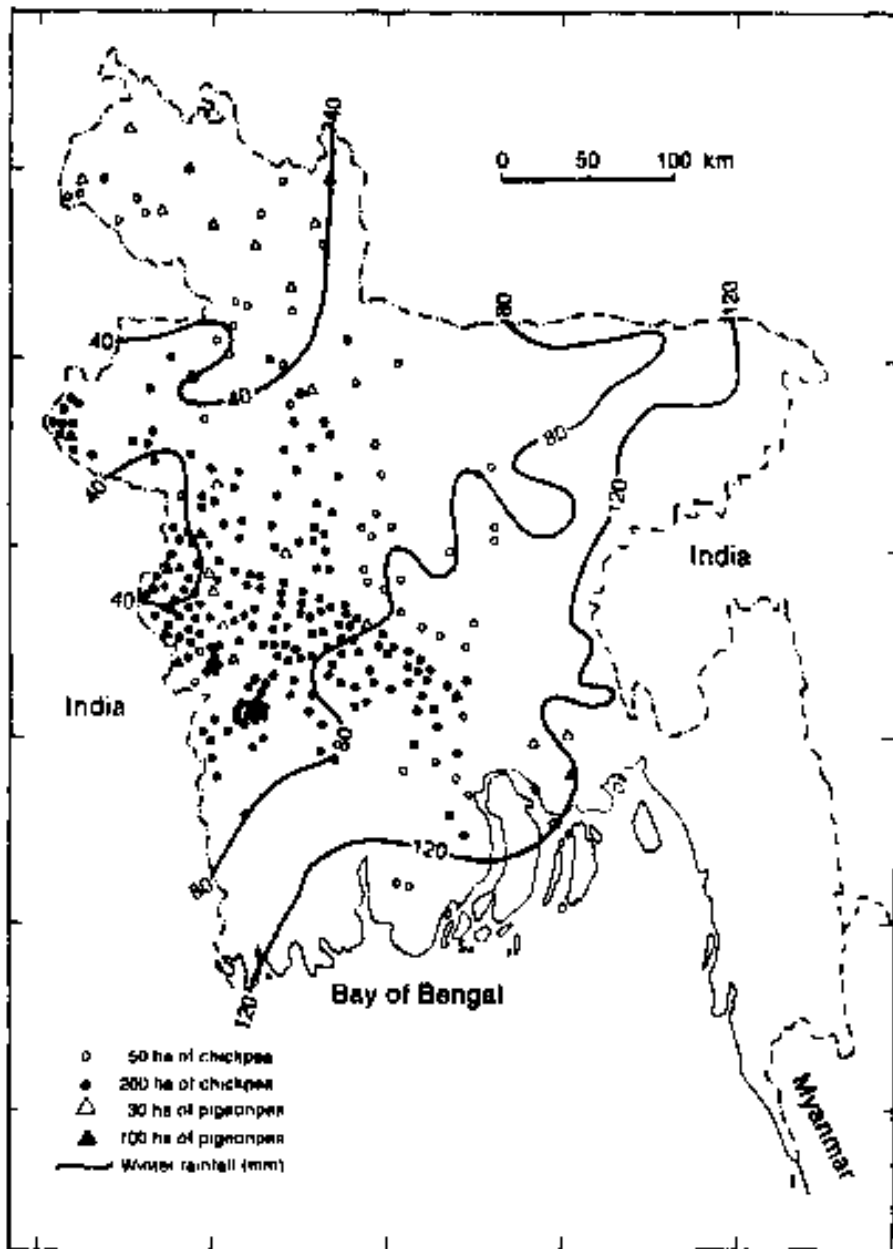 40
0 50 100 km
80
120
40
40
80
40
120
India
40
India
80
120
80
120
Bay of Bengal
50 ha of chickpea
200 ha of chickpea
30 ha of pigeonpea
100 ha of pigeonpea
Winter rainfall (mm)
Myanmar